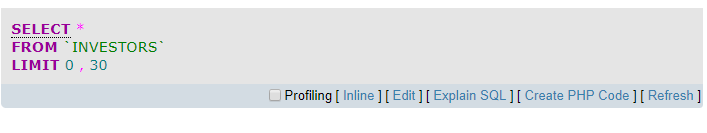 SELECT *
FROM `INVESTORS`
LIMIT 0 , 30
Profiling [ Inline ] [ Edit ] [ Explain SQL ] [ Create PHP Code ] [ Refresh ]